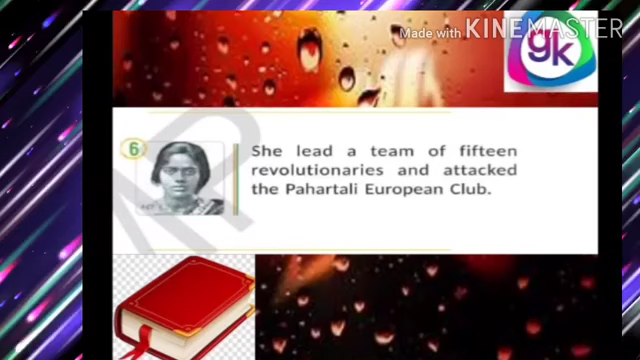 Made with KINEMASTER
gk
6
She lead a team of fifteen
revolutionaries and attacked
the Pahartali European Club.